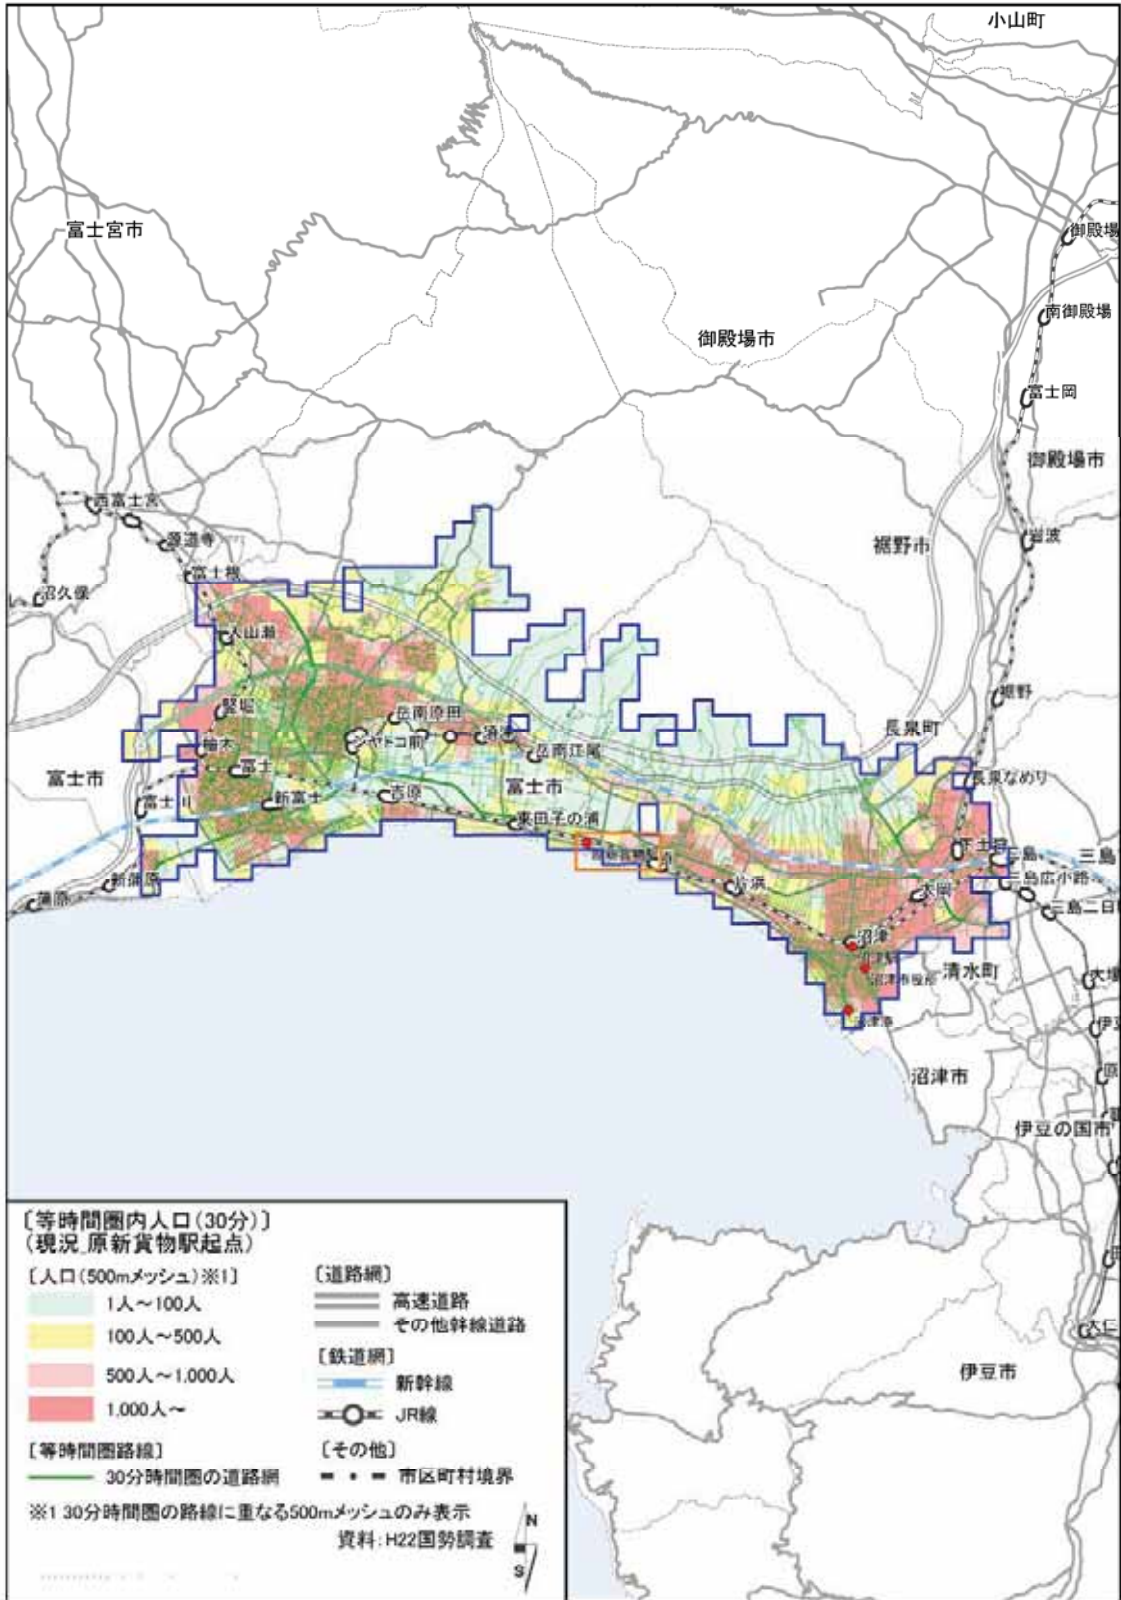 小山町
富士宮市
御殿場
南御殿場
御殿場市
富士岡
御殿場市
西富士宮
裾野市
岩波
源道寺
富士根
沼久保
入山瀬
裾野
竪堀
岳南原田
長泉町
柚木
ジヤトコ前
須津
岳南江尾
富士
富士市
富士市
長泉なめり
富士川
新富士
吉原
東田子の浦
下土狩
三島
三島
原
片浜
三島広小路
新蒲原
大岡
蒲原
三島二日
沼津
沼津駅
清水町
沼津市役所
大場
沼津港
伊豆
沼津市
原
伊豆の国市
大仁
伊豆市
〔等時間圏内人口(30分)〕
(現況_原新貨物駅起点)
〔人口(500mメッシュ)※1〕
1人～100人
100人～500人
500人～1,000人
1,000人～
〔道路網〕
高速道路
その他幹線道路
〔鉄道網〕
新幹線
JR線
〔等時間圏路線〕
30分時間圏の道路網
〔その他〕
市区町村境界
※1 30分時間圏の路線に重なる500mメッシュのみ表示
資料:H22国勢調査
N
S